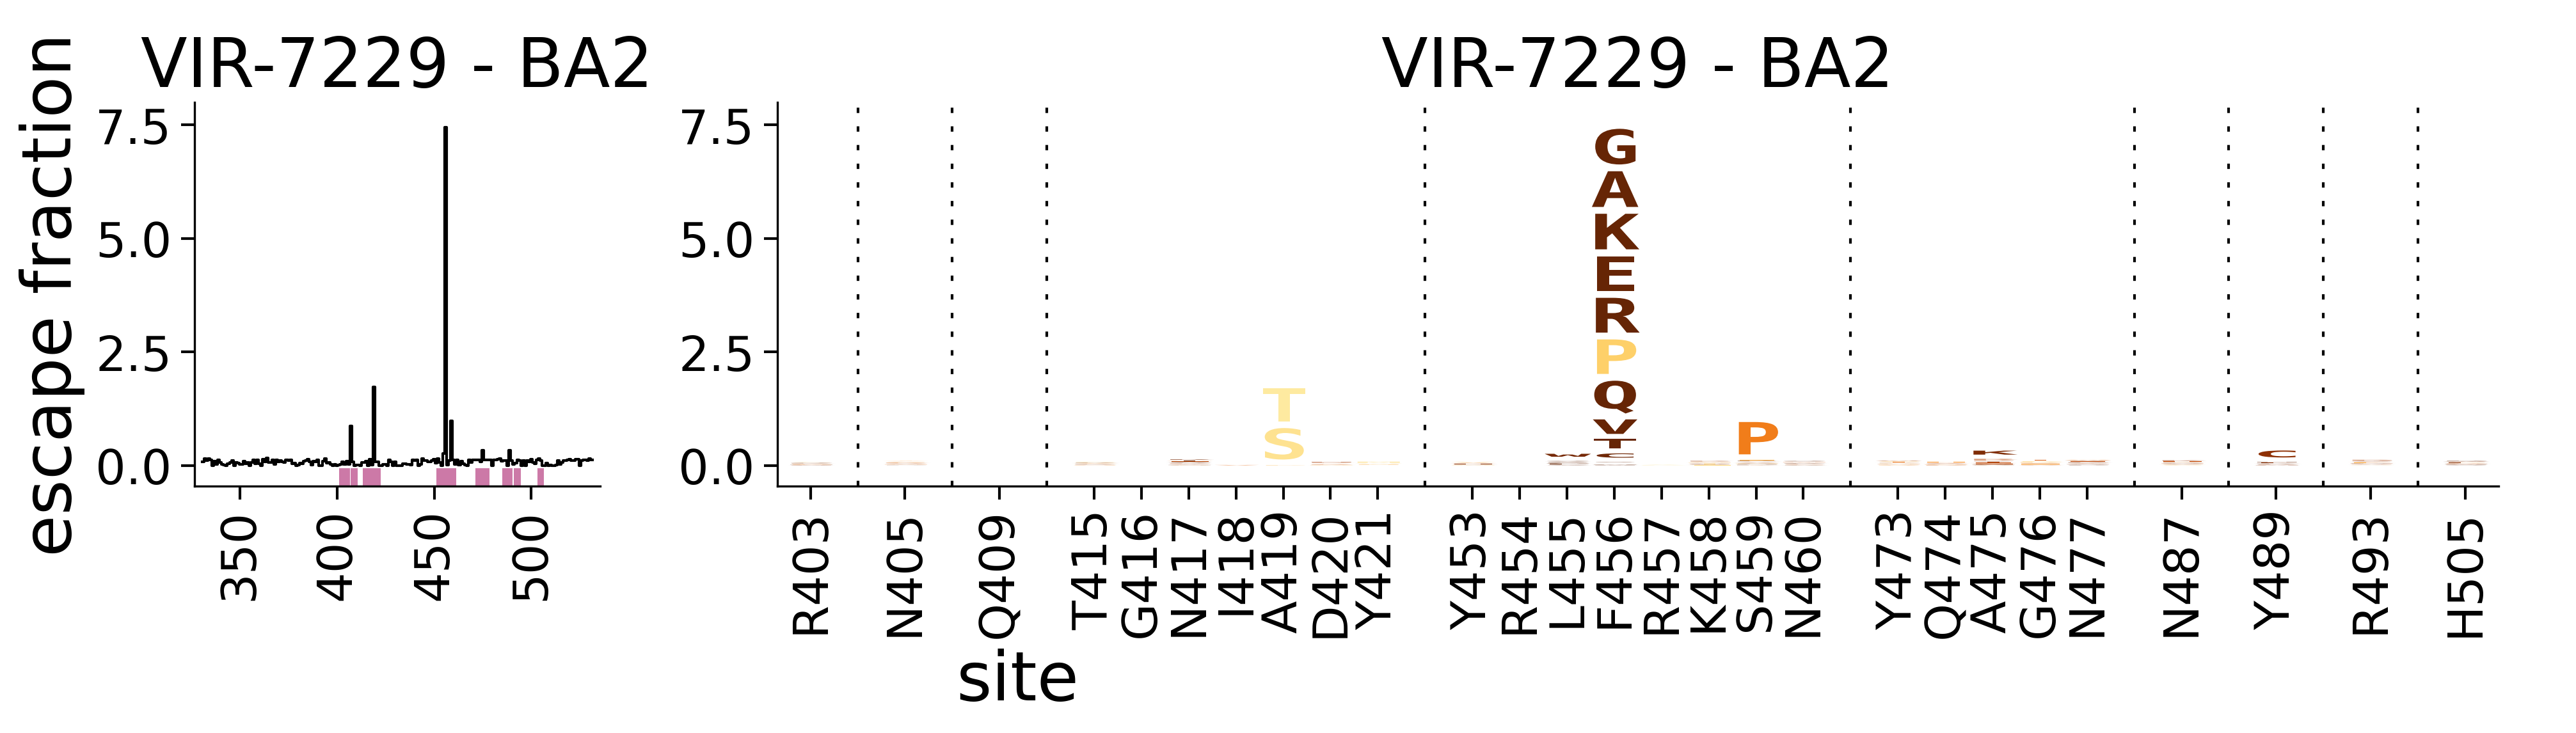 VIR-7229 - BA2
escape fraction
7.5
5.0
2.5
0.0
350
400
450
500
VIR-7229 - BA2
7.5
5.0
2.5
0.0
T
S
W
G
A
K
E
R
P
Q
V
T
C
P
K
C
R403
N405
Q409
T415
G416
N417
I418
A419
D420
Y421
Y453
R454
L455
F456
R457
K458
S459
N460
Y473
Q474
A475
G476
N477
N487
Y489
R493
H505
site